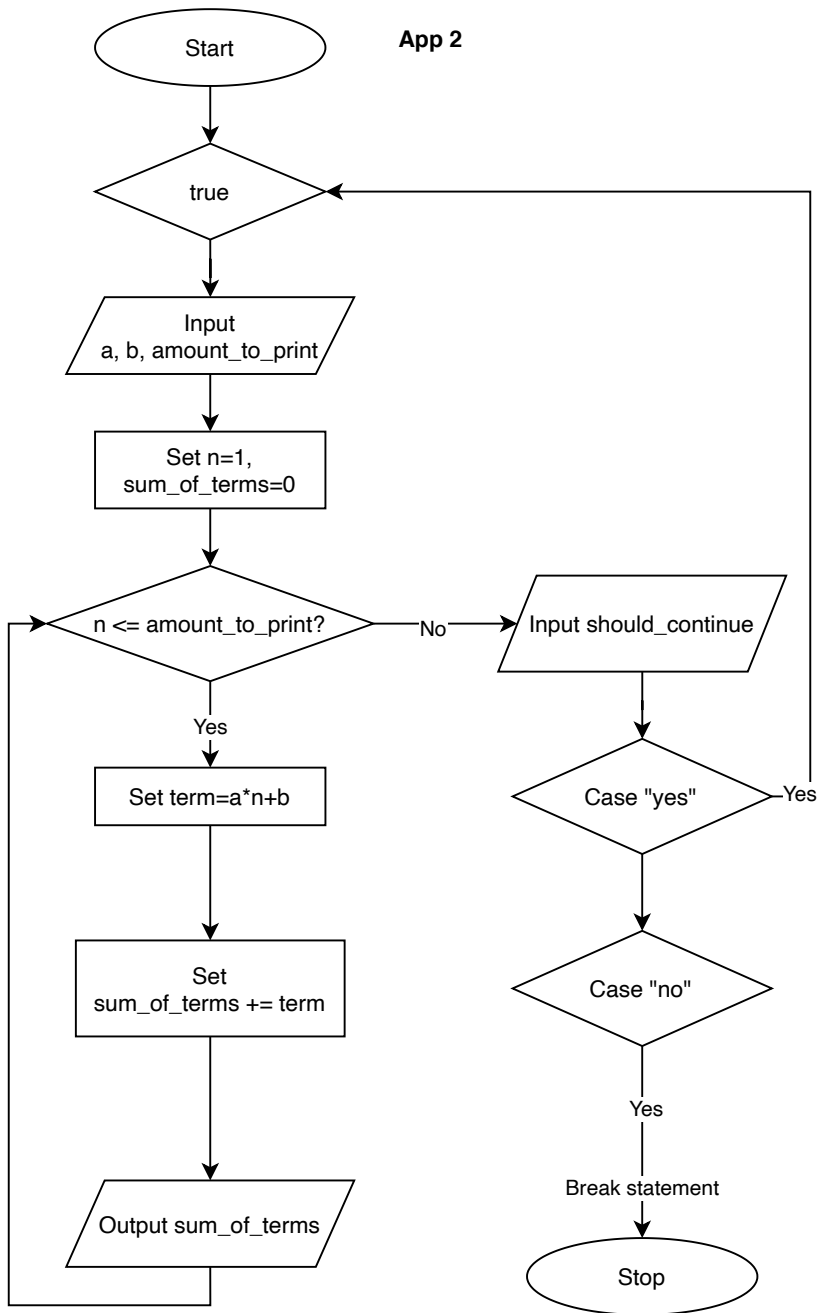 Start
App 2
true
Input
a, b, amount_to_print
Set n=1,
sum_of_terms=0
n <= amount_to_print?
No
Input should_continue
Yes
Set term=a*n+b
Case "yes"
Yes
Set
sum_of_terms += term
Case "no"
Yes
Break statement
Output sum_of_terms
Stop